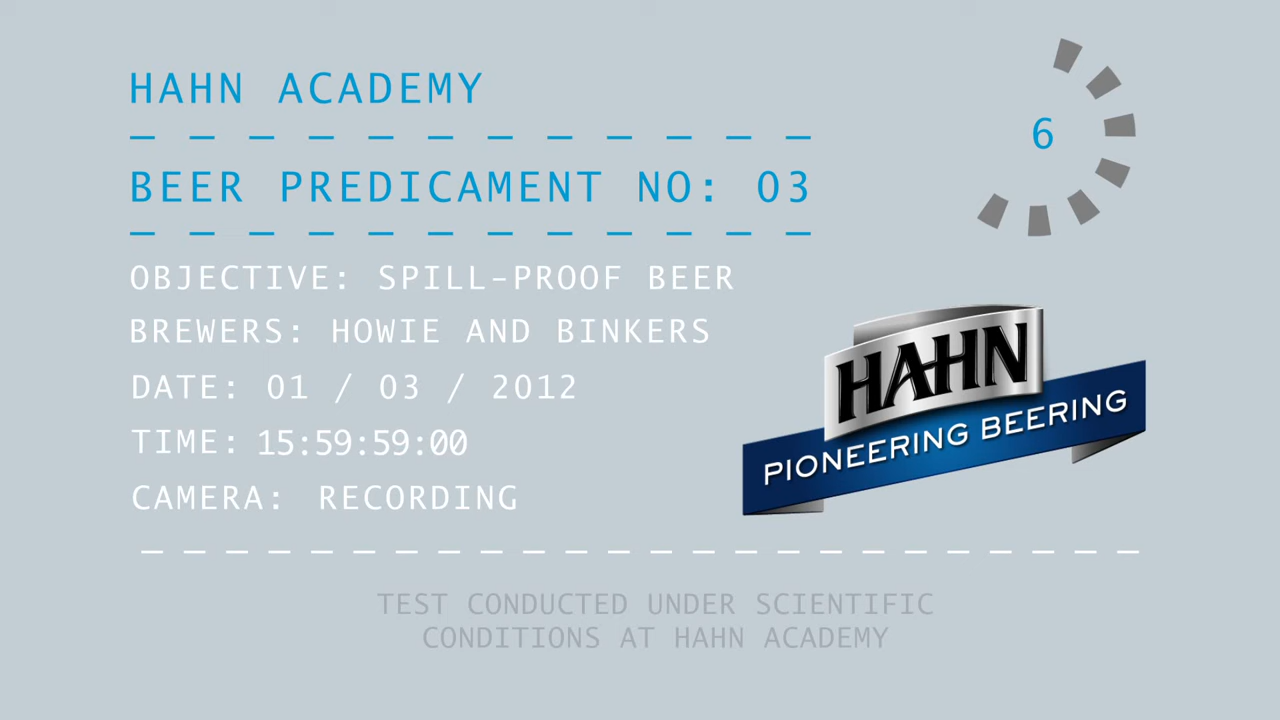 HAHN ACADEMY
BEER PREDICAMENT NO: 03
6
OBJECTIVE: SPILL-PROOF BEER
BREWERS: HOWIE AND BINKERS
DATE: 01 / 03 / 2012
TIME: 15:59:59:00
CAMERA: RECORDING
HAHN
PIONEERING BEERING
TEST CONDUCTED UNDER SCIENTIFIC
CONDITIONS AT HAHN ACADEMY